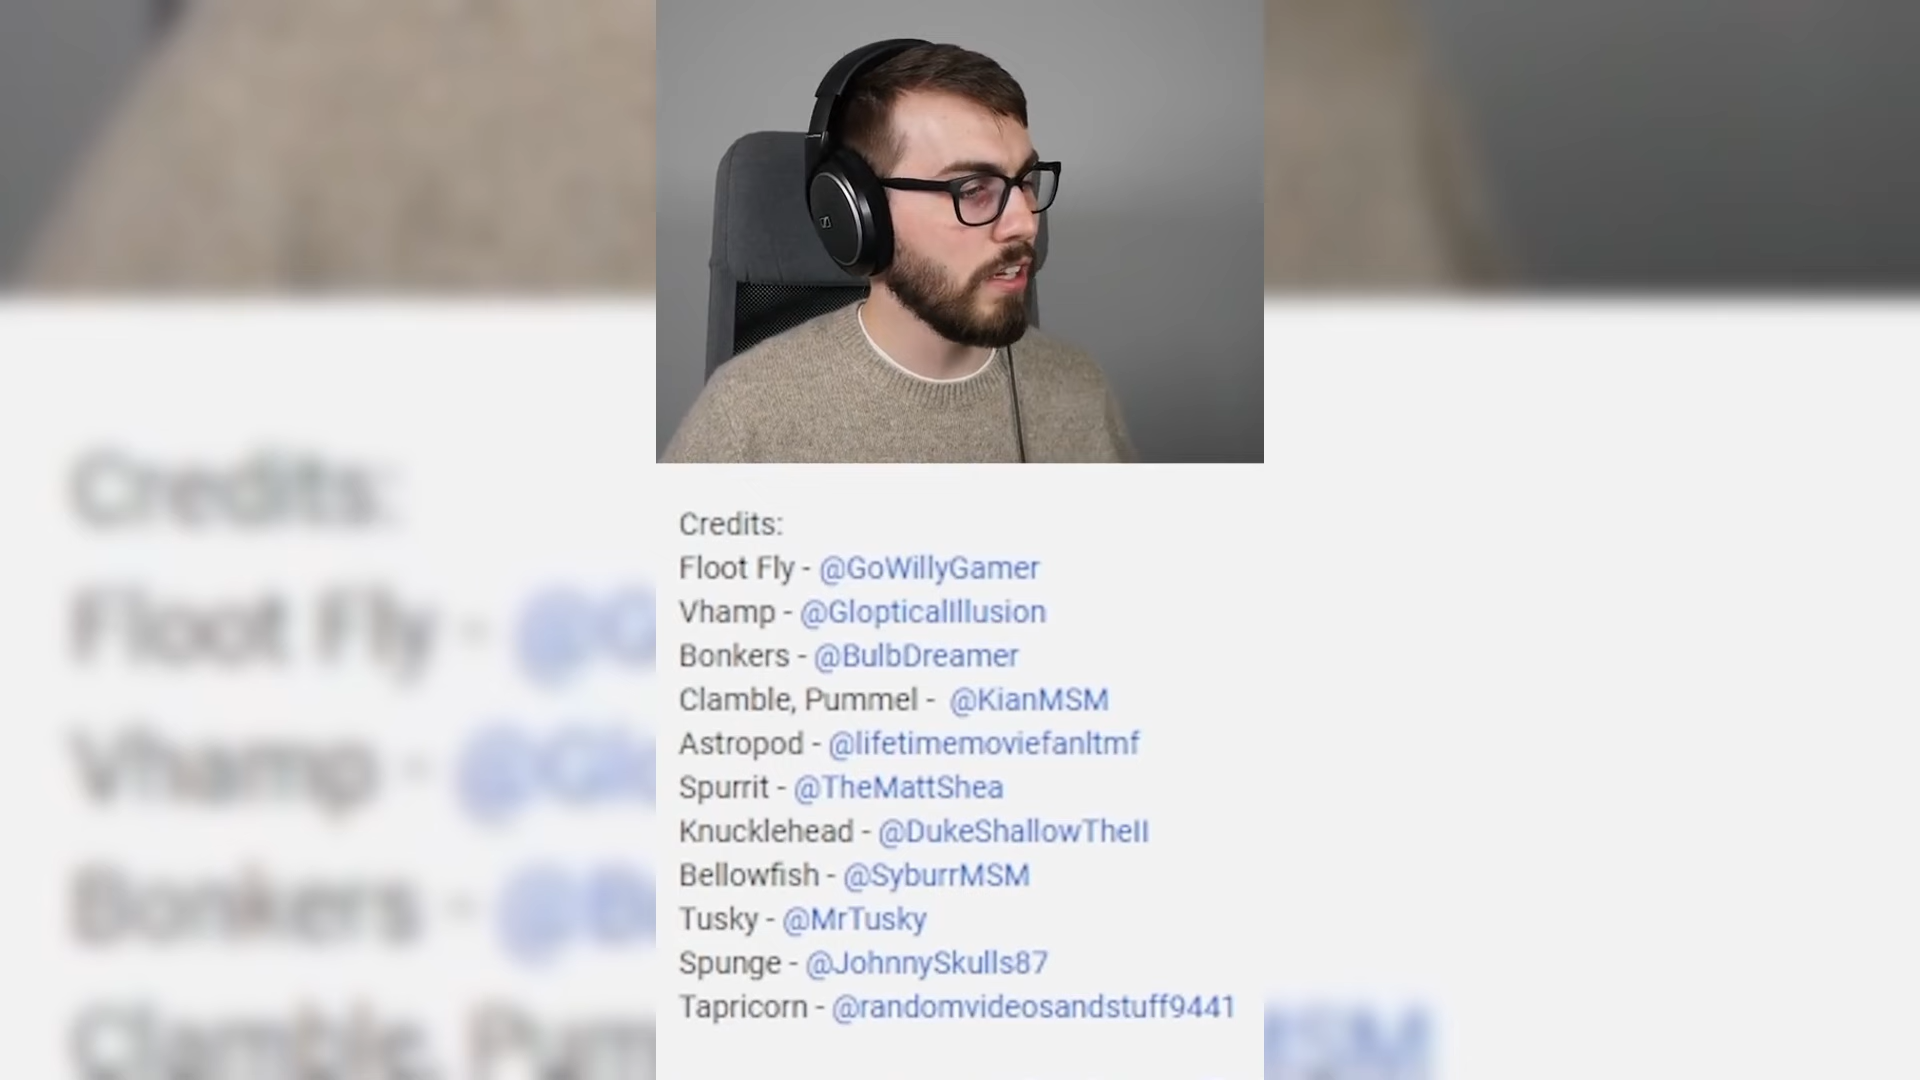 Credits:
Floot Fly - @GoWillyGamer
Vhamp - @GlopticalIllusion
Bonkers - @BulbDreamer
Clamble, Pummel -  @KianMSM
Astropod - @lifetimemoviefanltmf
Spurrit - @TheMattShea
Knucklehead - @DukeShallowTheII
Bellowfish - @SyburrMSM
Tusky - @MrTusky
Spunge - @JohnnySkulls87
Tapricorn - @randomvideosandstuff9441